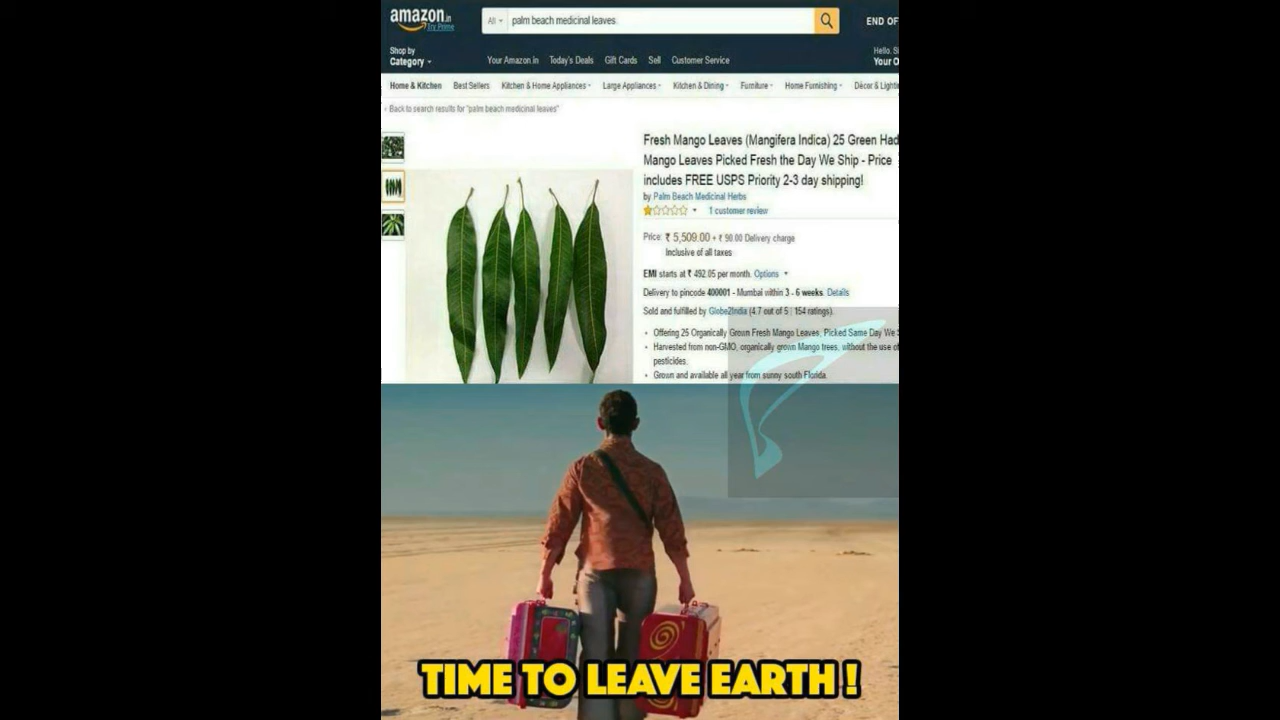 amazon.in
Try Prime
All
palm beach medicinal leaves
END OF
Shop by
Category
Your Amazon.in Today's Deals Gift Cards Sell Customer Service
Hello. Si
Your O
Home & Kitchen Best Sellers Kitchen & Home Appliances Large Appliances Kitchen & Dining Furniture Home Furnishing Décor & Lighti
‹ Back to search results for "palm beach medicinal leaves"
Fresh Mango Leaves (Mangifera Indica) 25 Green Had
Mango Leaves Picked Fresh the Day We Ship - Price
includes FREE USPS Priority 2-3 day shipping!
by Palm Beach Medicinal Herbs
1 customer review
Price: ₹ 5,509.00 + ₹ 90.00 Delivery charge
Inclusive of all taxes
EMI starts at ₹ 492.05 per month. Options
Delivery to pincode 400001 - Mumbai within 3 - 6 weeks. Details
Sold and fulfilled by Globe2India (4.7 out of 5 | 154 ratings).
• Offering 25 Organically Grown Fresh Mango Leaves, Picked Same Day We S
• Harvested from non-GMO, organically grown Mango trees, without the use of
pesticides.
• Grown and available all year from sunny south Florida.
TIME TO LEAVE EARTH !